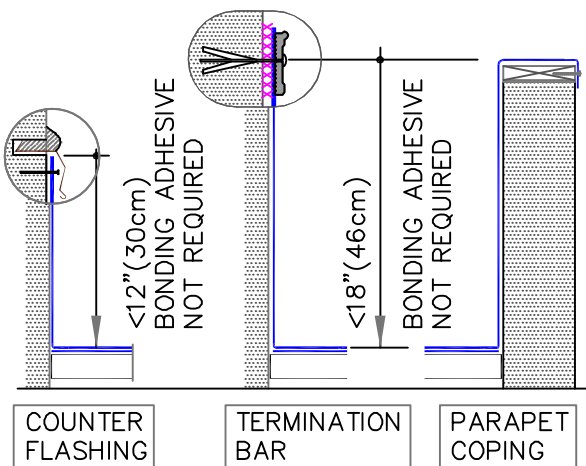 <12"(30cm)
BONDING ADHESIVE
NOT REQUIRED
<18"(46cm)
BONDING ADHESIVE
NOT REQUIRED
COUNTER
FLASHING
TERMINATION
BAR
PARAPET
COPING